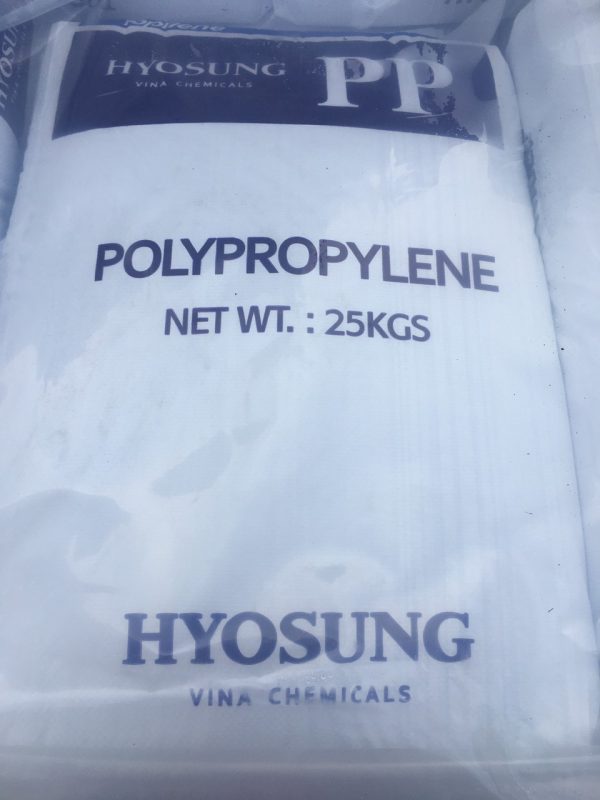 HYOSUNG
VINA CHEMICALS
PP
POLYPROPYLENE
NET WT. : 25KGS
HYOSUNG
VINA CHEMICALS